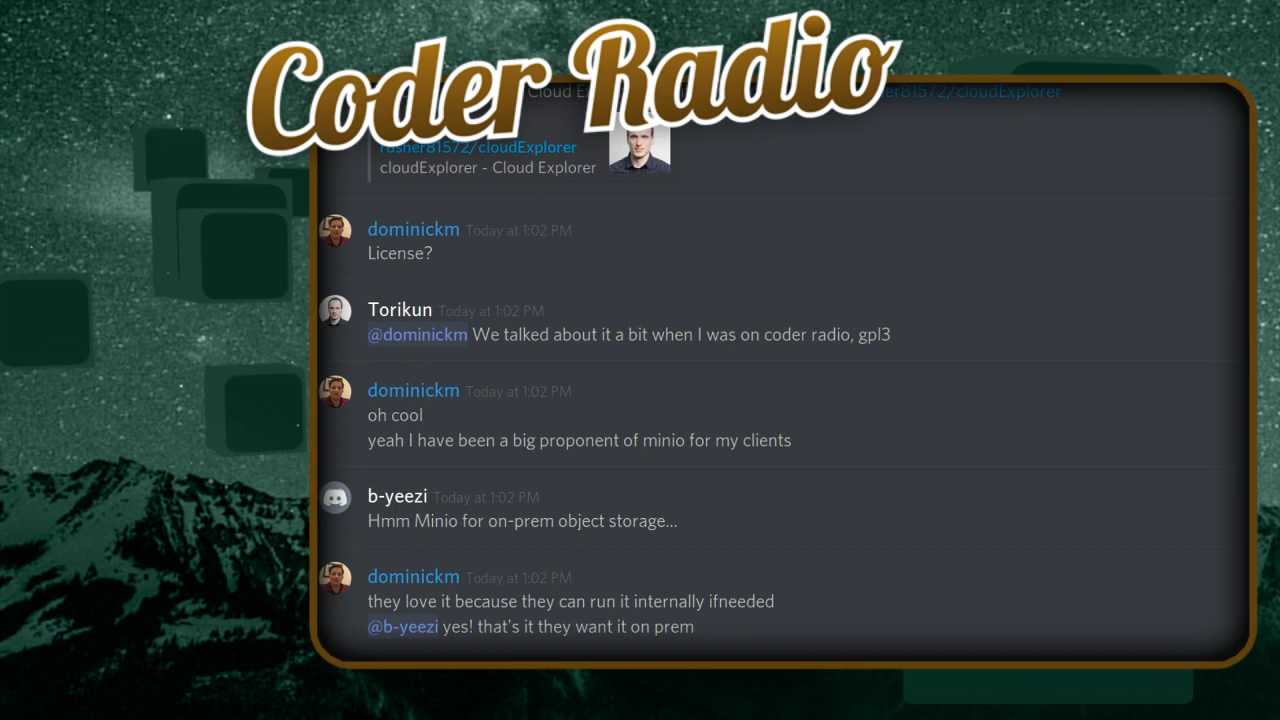 Coder Radio
Cloud E
er81572/cloudExplorer
rusher81572/cloudExplorer
cloudExplorer - Cloud Explorer
dominickm Today at 1:02 PM
License?
Torikun Today at 1:02 PM
@dominickm We talked about it a bit when I was on coder radio, gpl3
dominickm Today at 1:02 PM
oh cool
yeah I have been a big proponent of minio for my clients
b-yeezi Today at 1:02 PM
Hmm Minio for on-prem object storage...
dominickm Today at 1:02 PM
they love it because they can run it internally ifneeded
@b-yeezi yes! that's it they want it on prem